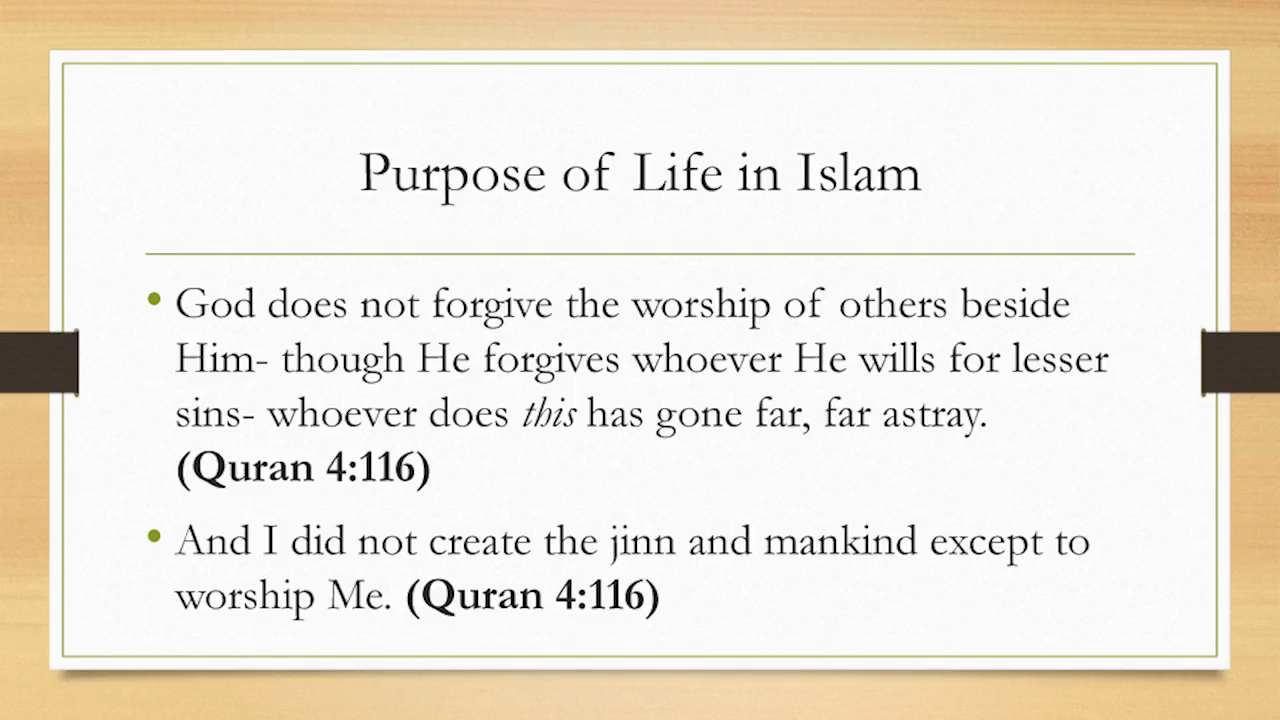 Purpose of Life in Islam
• God does not forgive the worship of others beside
Him- though He forgives whoever He wills for lesser
sins- whoever does this has gone far, far astray.
(Quran 4:116)
• And I did not create the jinn and mankind except to
worship Me. (Quran 4:116)